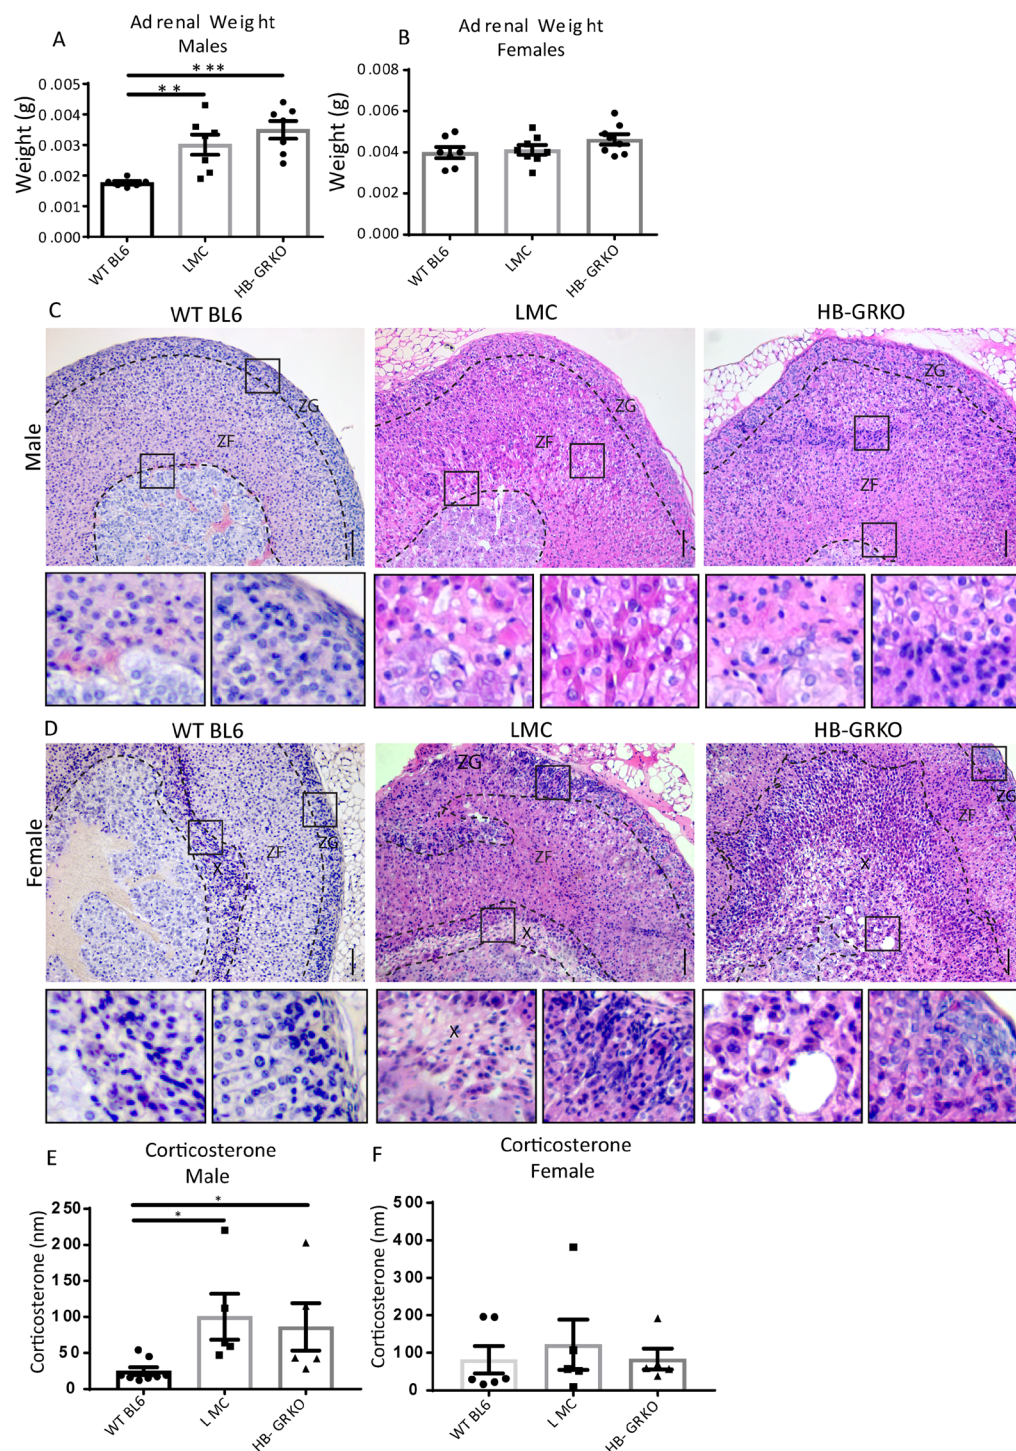 A
Adrenal Weight
Males
***
**
Weight (g)
0.005
0.004
0.003
0.002
0.001
0.000
WT BL6
LMC
HB-GRKO
B
Adrenal Weight
Females
Weight (g)
0.008
0.006
0.004
0.002
0.000
WT BL6
LMC
HB-GRKO
C
WT BL6
LMC
HB-GRKO
Male
ZG
ZF
ZG
ZF
ZG
ZF
D
WT BL6
LMC
HB-GRKO
Female
X
ZF
ZG
ZG
ZF
X
X
ZF
ZG
X
E
Corticosterone
Male
*
*
Corticosterone (nm)
250
200
150
100
50
0
WT BL6
LMC
HB-GRKO
F
Corticosterone
Female
Corticosterone (nm)
500
400
300
200
100
0
WT BL6
LMC
HB-GRKO